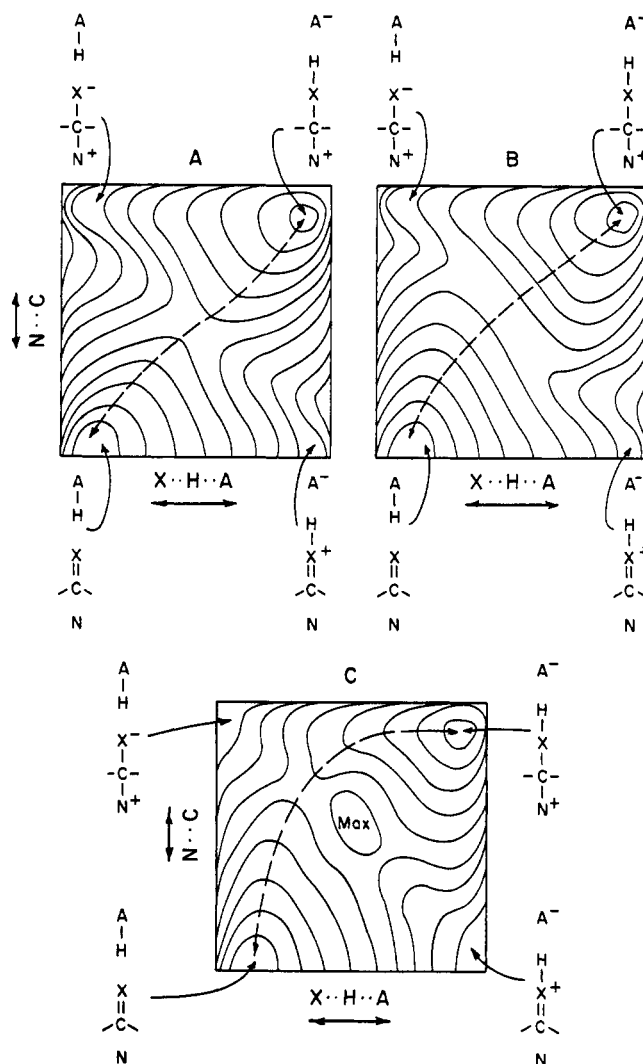 A A⁻ A A⁻
H H H H
X⁻ X X⁻ X
C C C C
N⁺ A N⁺ N⁺ B N⁺
N··C
X··H··A X··H··A
A A⁻ A A⁻
H H H H
X X⁺ X X⁺
C C C C
N N N N
C
A A⁻
H H
X⁻ X
C C
N⁺ N⁺
Max
N··C
A A⁻
H H
X X⁺
C C
N N
X··H··A